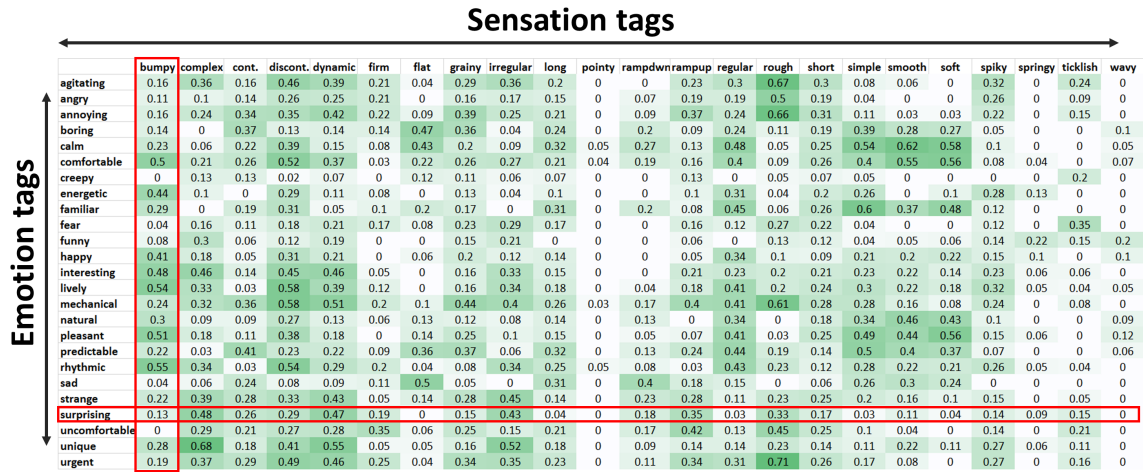 Sensation tags
Emotion tags
bumpy complex cont. discont. dynamic firm flat grainy irregular long pointy rampdwn rampup regular rough short simple smooth soft spiky springy ticklish wavy
agitating 0.16 0.36 0.16 0.46 0.39 0.21 0.04 0.29 0.36 0.2 0 0 0.23 0.3 0.67 0.3 0.08 0.06 0 0.32 0 0.24 0
angry 0.11 0.1 0.14 0.26 0.25 0.21 0 0.16 0.17 0.15 0 0.07 0.19 0.19 0.5 0.19 0.04 0 0 0.26 0 0.09 0
annoying 0.16 0.24 0.34 0.35 0.42 0.22 0.09 0.39 0.25 0.21 0 0.09 0.37 0.24 0.66 0.31 0.11 0.03 0.03 0.22 0 0.15 0
boring 0.14 0 0.37 0.13 0.14 0.14 0.47 0.36 0.04 0.24 0 0.2 0.09 0.24 0.11 0.19 0.39 0.28 0.27 0.05 0 0 0.1
calm 0.23 0.06 0.22 0.39 0.15 0.08 0.43 0.2 0.09 0.32 0.05 0.27 0.13 0.48 0 0.25 0.54 0.62 0.58 0.1 0 0 0.05
comfortable 0.5 0.21 0.26 0.52 0.37 0.03 0.22 0.26 0.27 0.21 0.04 0.19 0.16 0.4 0.09 0.26 0.4 0.55 0.56 0.08 0.04 0 0.07
creepy 0 0.13 0.13 0.02 0.07 0 0.12 0.11 0.06 0.07 0 0 0.13 0 0.05 0.07 0.05 0 0 0 0 0.2 0
energetic 0.44 0.1 0 0.29 0.11 0.08 0 0.13 0.04 0.1 0 0 0.1 0.31 0.04 0.2 0.26 0 0.1 0.28 0.13 0 0
familiar 0.29 0 0.19 0.31 0.05 0.1 0.2 0.17 0 0.31 0 0.2 0.08 0.45 0.06 0.26 0.6 0.37 0.48 0.12 0 0 0
fear 0.04 0.16 0.11 0.18 0.21 0.17 0.08 0.23 0.29 0.17 0 0 0.16 0.12 0.27 0.22 0.04 0 0 0.12 0 0.35 0
funny 0.08 0.3 0.06 0.12 0.19 0 0 0.15 0.21 0 0 0 0.06 0 0.13 0.12 0.04 0.05 0.06 0.14 0.22 0.15 0.2
happy 0.41 0.18 0.05 0.31 0.21 0 0.06 0.2 0.12 0.14 0 0 0.05 0.34 0.1 0.09 0.21 0.2 0.22 0.15 0.1 0 0.1
interesting 0.48 0.46 0.14 0.45 0.46 0.05 0 0.16 0.33 0.15 0 0 0.21 0.23 0.2 0.21 0.23 0.22 0.14 0.23 0.06 0.06 0
lively 0.54 0.33 0.03 0.58 0.39 0.12 0 0.16 0.34 0.18 0 0.04 0.18 0.41 0.2 0.24 0.3 0.22 0.18 0.32 0.05 0.04 0.05
mechanical 0.24 0.32 0.36 0.58 0.51 0.2 0.1 0.44 0.4 0.26 0.03 0.17 0.4 0.41 0.61 0.28 0.28 0.16 0.08 0.24 0 0.08 0
natural 0.3 0.09 0.09 0.27 0.13 0.06 0.13 0.12 0.08 0.14 0 0.13 0.04 0.33 0 0.18 0.34 0.46 0.43 0 0 0 0.09
pleasant 0.51 0.18 0.11 0.38 0.18 0 0.14 0.25 0.1 0.15 0 0.05 0.07 0.41 0.03 0.21 0.49 0.44 0.56 0.15 0.06 0 0.12
predictable 0.22 0.03 0.41 0.23 0.22 0.09 0.36 0.37 0.06 0.32 0 0.13 0.24 0.44 0.19 0.14 0.5 0.4 0.37 0.07 0 0 0.06
rhythmic 0.55 0.34 0.03 0.54 0.29 0.2 0.04 0.08 0.34 0.25 0.05 0.08 0.03 0.43 0.23 0.27 0.38 0.22 0.12 0.24 0.04 0 0
sad 0.04 0.06 0.24 0.08 0.09 0.11 0.5 0.05 0 0.31 0 0.4 0.18 0.15 0 0.06 0.26 0.3 0.24 0 0 0 0
strange 0.22 0.39 0.28 0.33 0.43 0.05 0.14 0.28 0.45 0.14 0 0.23 0.28 0.11 0.23 0.25 0.2 0.16 0.1 0.15 0 0.05 0
surprising 0.13 0.48 0.26 0.29 0.47 0.19 0 0.15 0.43 0.04 0 0.18 0.35 0.03 0.33 0.17 0.03 0.11 0.04 0.14 0.09 0.15 0
uncomfortable 0 0.29 0.21 0.27 0.28 0.35 0.06 0.25 0.15 0.21 0 0.17 0.42 0.13 0.45 0.25 0.1 0.04 0 0.14 0 0.21 0
unique 0.28 0.68 0.18 0.41 0.55 0.05 0.05 0.16 0.52 0.18 0 0.09 0.14 0.14 0.23 0.14 0.11 0.22 0.11 0.27 0.06 0.11 0
urgent 0.19 0.37 0.29 0.49 0.46 0.25 0.04 0.34 0.35 0.23 0 0.11 0.34 0.31 0.71 0.26 0.17 0.08 0 0.32 0 0.16 0